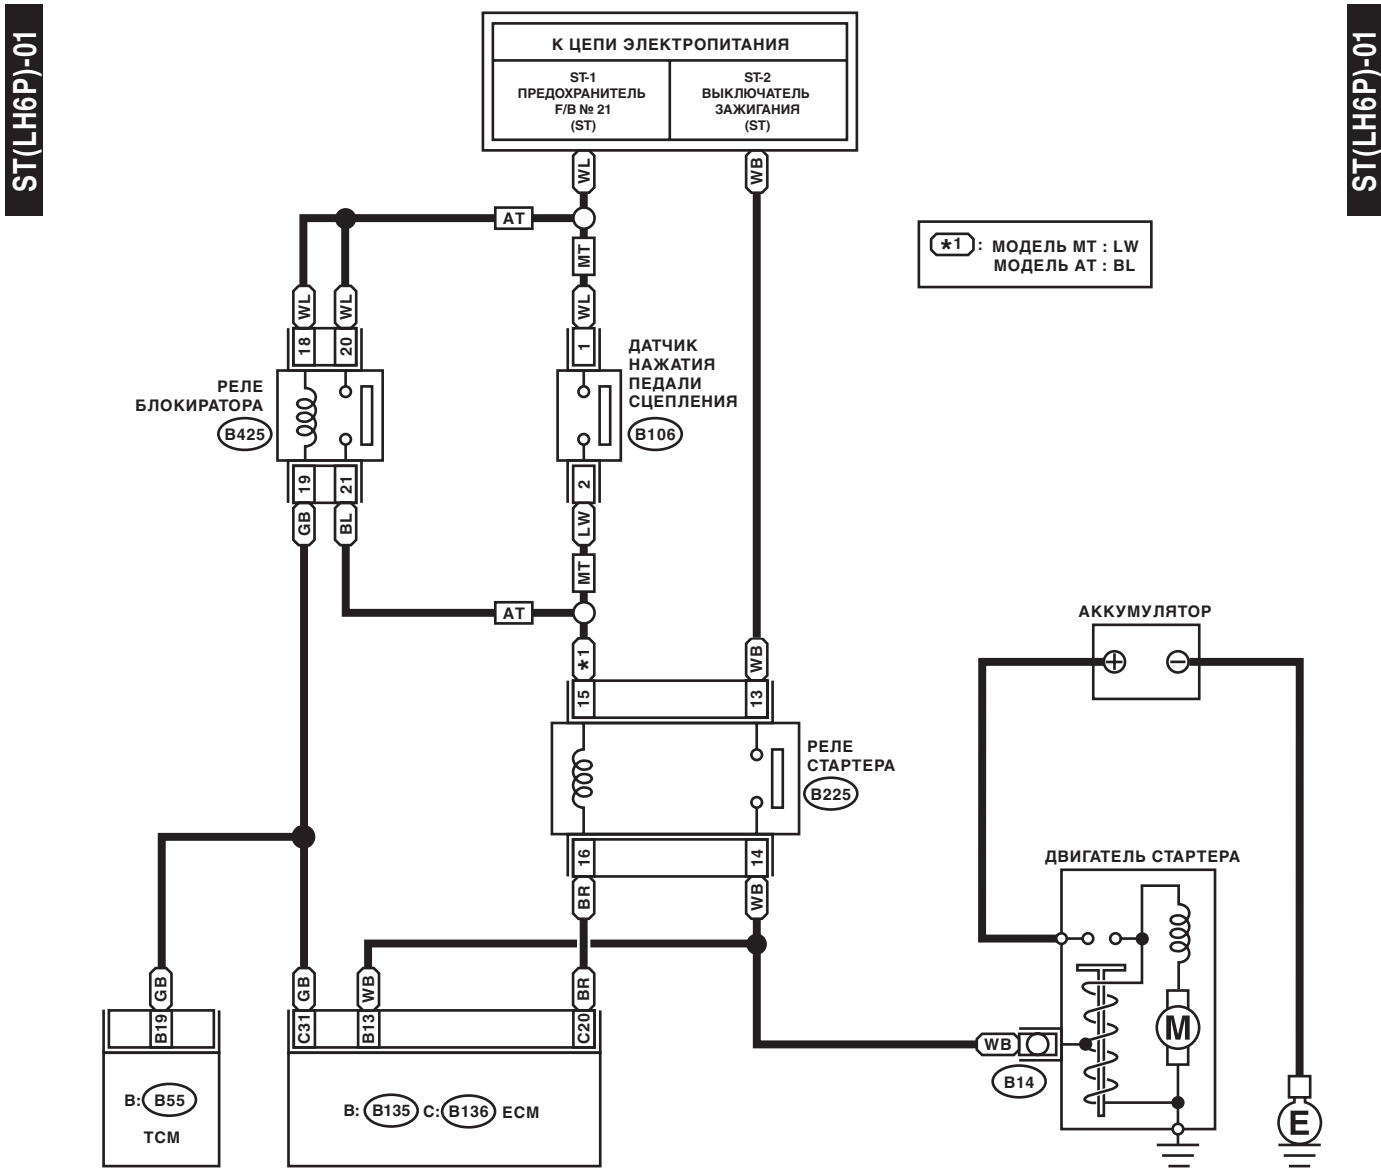 ST(LH6P)-01
ST(LH6P)-01
К ЦЕПИ ЭЛЕКТРОПИТАНИЯ
ST-1
ПРЕДОХРАНИТЕЛЬ
F/B № 21
(ST)
ST-2
ВЫКЛЮЧАТЕЛЬ
ЗАЖИГАНИЯ
(ST)
WL
WB
AT
MT
*1 : МОДЕЛЬ МТ : LW
МОДЕЛЬ АТ : BL
WL
WL
WL
18
20
1
ДАТЧИК
НАЖАТИЯ
ПЕДАЛИ
СЦЕПЛЕНИЯ
B106
РЕЛЕ
БЛОКИРАТОРА
B425
19
21
2
GB
BL
LW
MT
AT
*1
WB
15
13
РЕЛЕ
СТАРТЕРА
B225
16
14
BR
WB
АККУМУЛЯТОР
+
−
ДВИГАТЕЛЬ СТАРТЕРА
M
WB
B14
E
GB
GB
WB
BR
B19
C31
B13
C20
B: B55
TCM
B: B135 C: B136 ECM